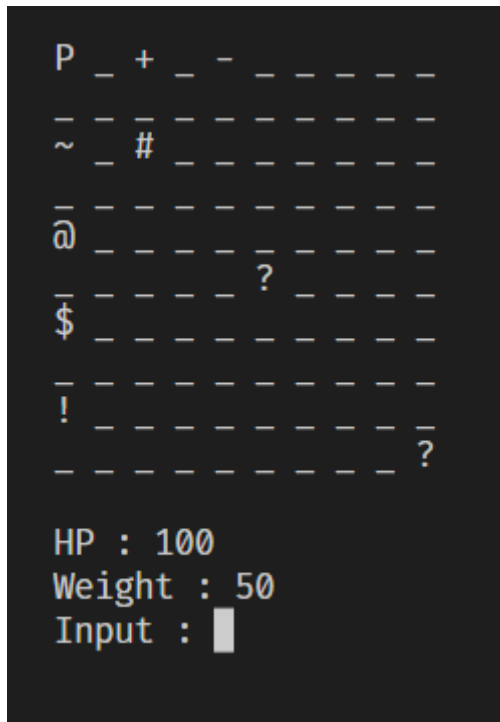 P _ + _ - _ _ _ _ _
_ _ _ _ _ _ _ _ _ _
~ _ # _ _ _ _ _ _ _
_ _ _ _ _ _ _ _ _ _
@ _ _ _ _ _ _ _ _ _
_ _ _ _ _ ? _ _ _ _
$ _ _ _ _ _ _ _ _ _
_ _ _ _ _ _ _ _ _ _
! _ _ _ _ _ _ _ _ _
_ _ _ _ _ _ _ _ _ ?
HP : 100
Weight : 50
Input :